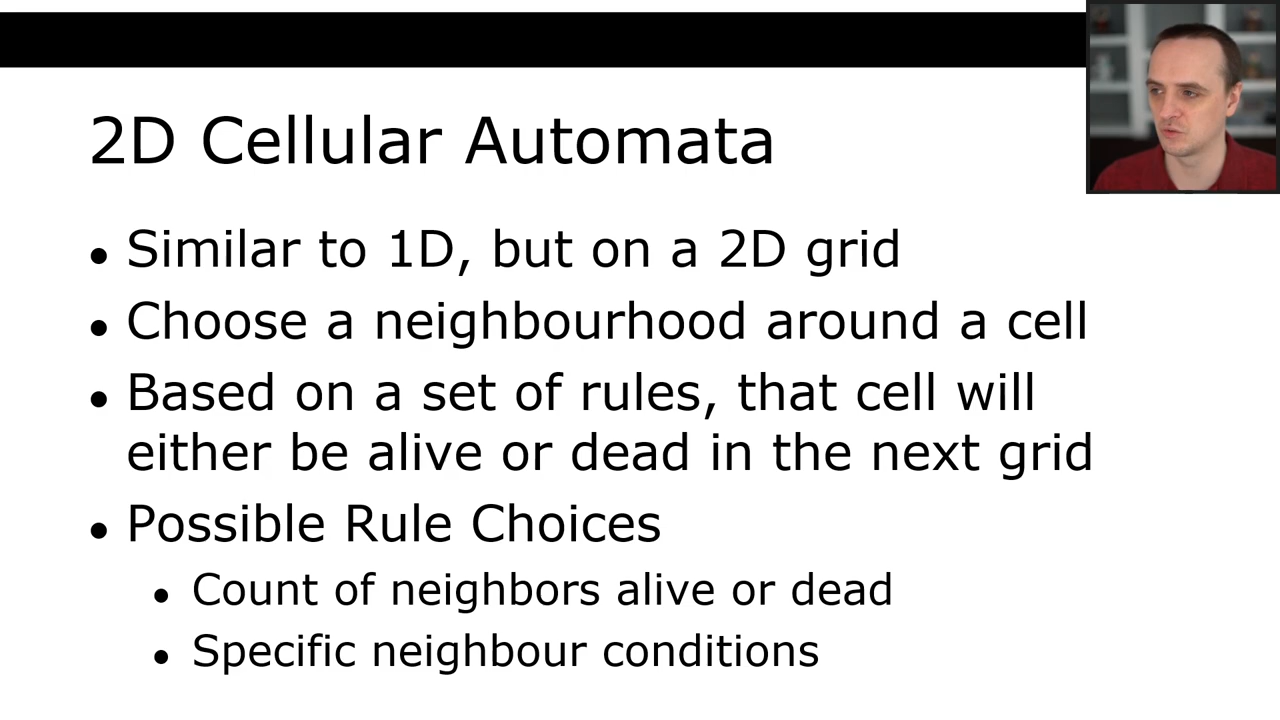 2D Cellular Automata
• Similar to 1D, but on a 2D grid
• Choose a neighbourhood around a cell
• Based on a set of rules, that cell will
either be alive or dead in the next grid
• Possible Rule Choices
• Count of neighbors alive or dead
• Specific neighbour conditions